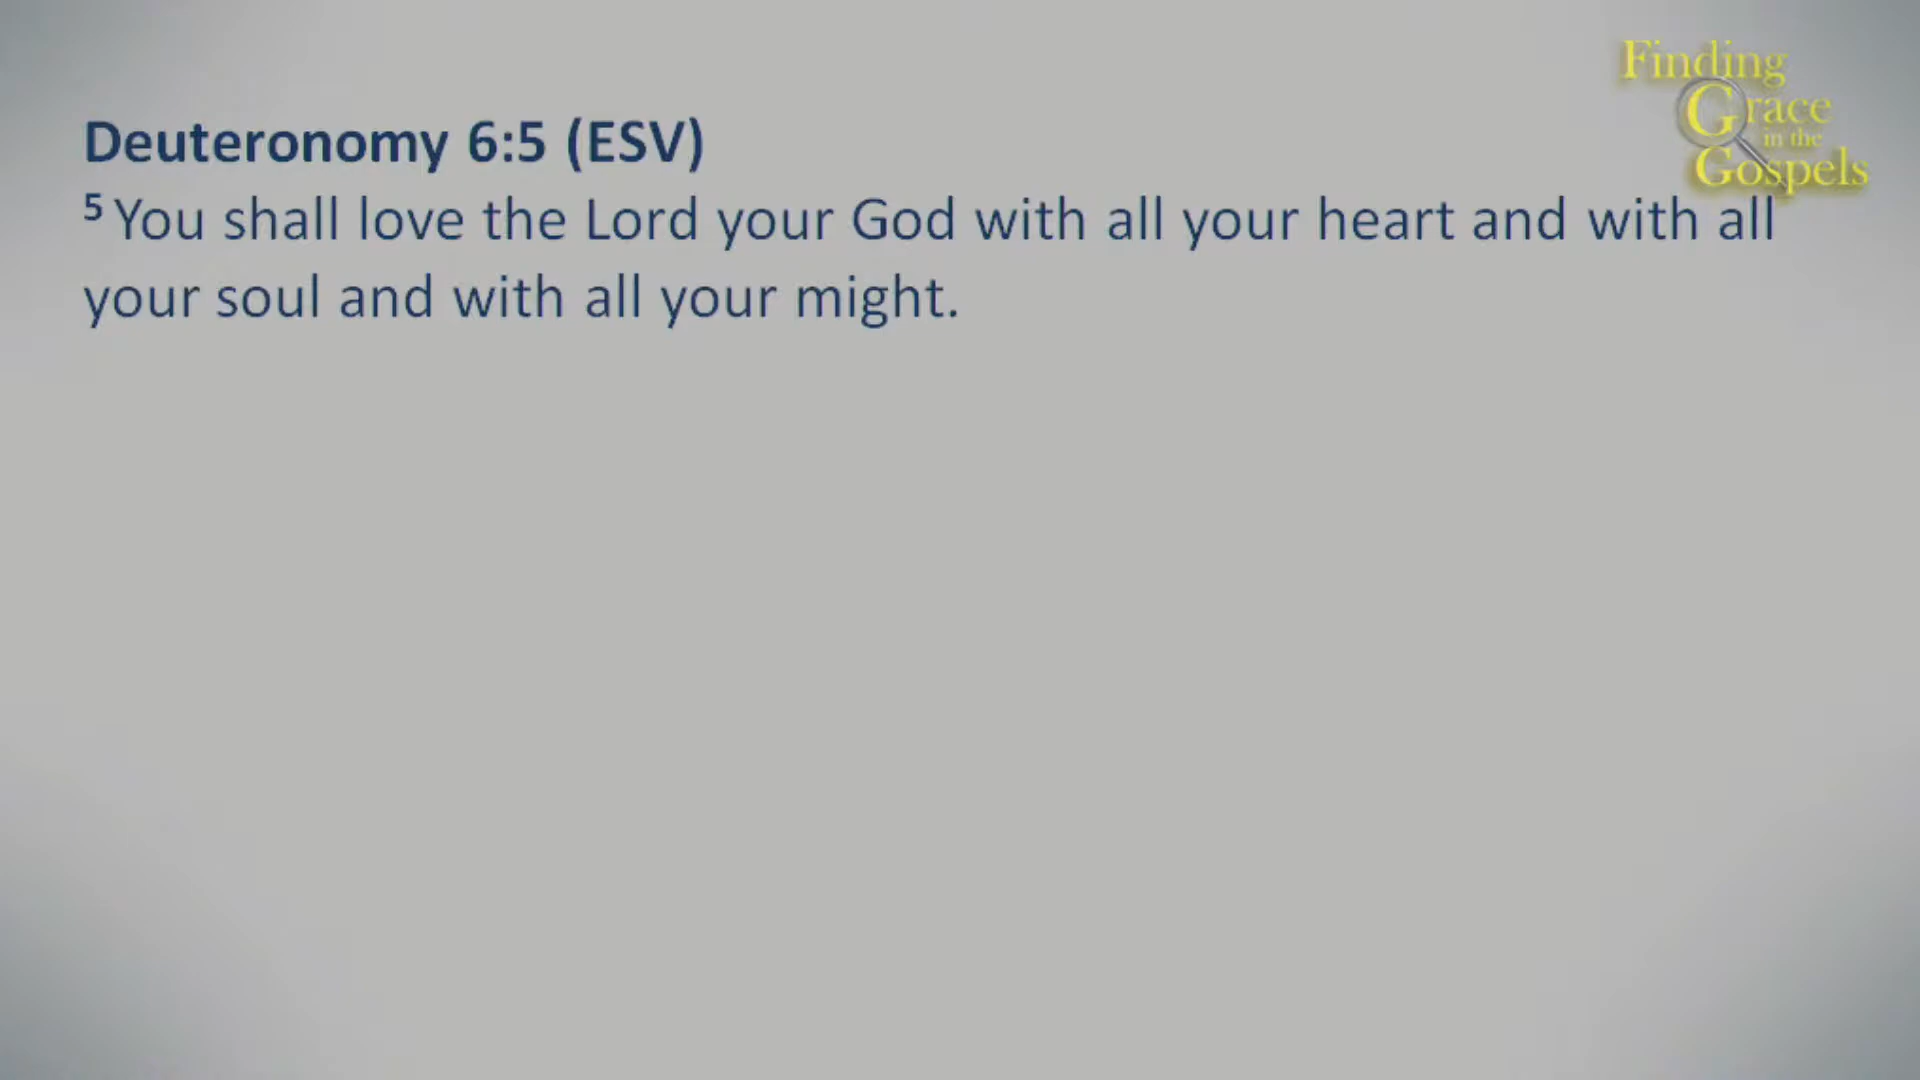 Finding
Grace
in the
Gospels
Deuteronomy 6:5 (ESV)
5 You shall love the Lord your God with all your heart and with all
your soul and with all your might.